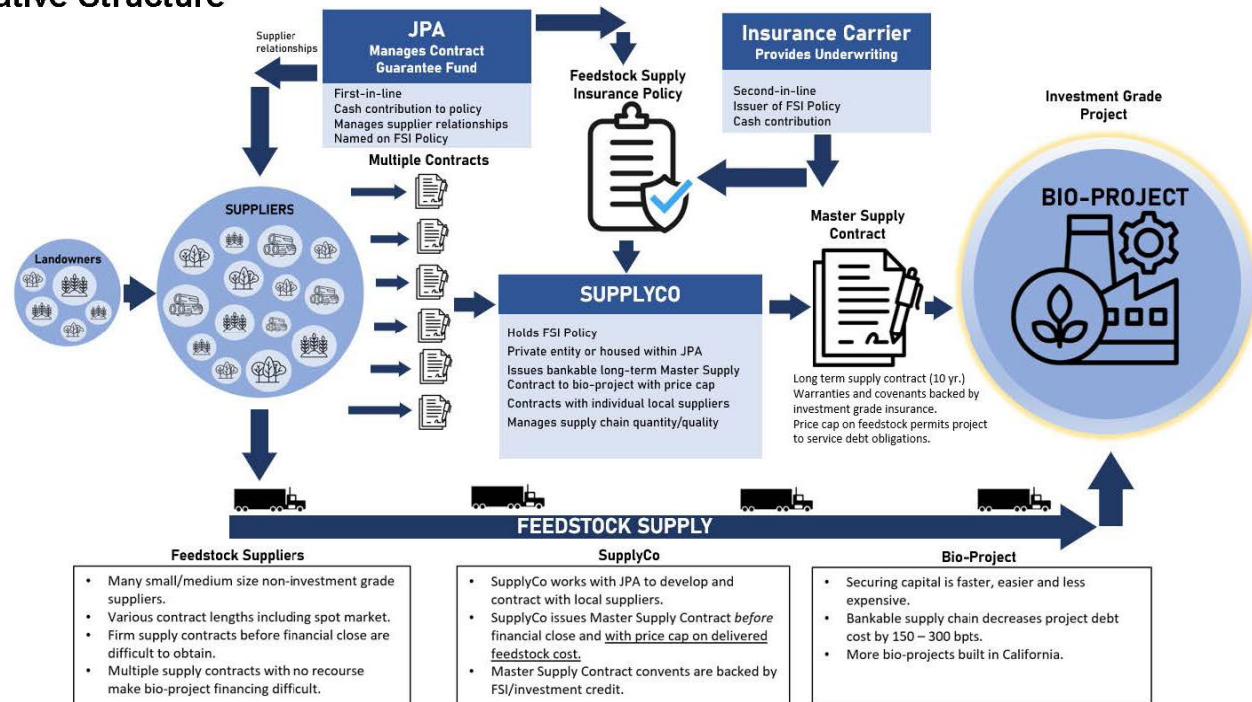 JPA
Manages Contract
Guarantee Fund
First-in-line
Cash contribution to policy
Manages supplier relationships
Named on FSI Policy
Supplier
relationships
Feedstock Supply
Insurance Policy
Insurance Carrier
Provides Underwriting
Second-in-line
Issuer of FSI Policy
Cash contribution
Investment Grade
Project
BIO-PROJECT
Multiple Contracts
Landowners
SUPPLIERS
SUPPLYCO
Holds FSI Policy
Private entity or housed within JPA
Issues bankable long-term Master Supply
Contract to bio-project with price cap
Contracts with individual local suppliers
Manages supply chain quantity/quality
Master Supply
Contract
Long term supply contract (10 yr.)
Warranties and covenants backed by
investment grade insurance.
Price cap on feedstock permits project
to service debt obligations.
FEEDSTOCK SUPPLY
Feedstock Suppliers
• Many small/medium size non-investment grade
suppliers.
• Various contract lengths including spot market.
• Firm supply contracts before financial close are
difficult to obtain.
• Multiple supply contracts with no recourse
make bio-project financing difficult.
SupplyCo
• SupplyCo works with JPA to develop and
contract with local suppliers.
• SupplyCo issues Master Supply Contract before
financial close and with price cap on delivered
feedstock cost.
• Master Supply Contract convents are backed by
FSI/investment credit.
Bio-Project
• Securing capital is faster, easier and less
expensive.
• Bankable supply chain decreases project debt
cost by 150 – 300 bpts.
• More bio-projects built in California.